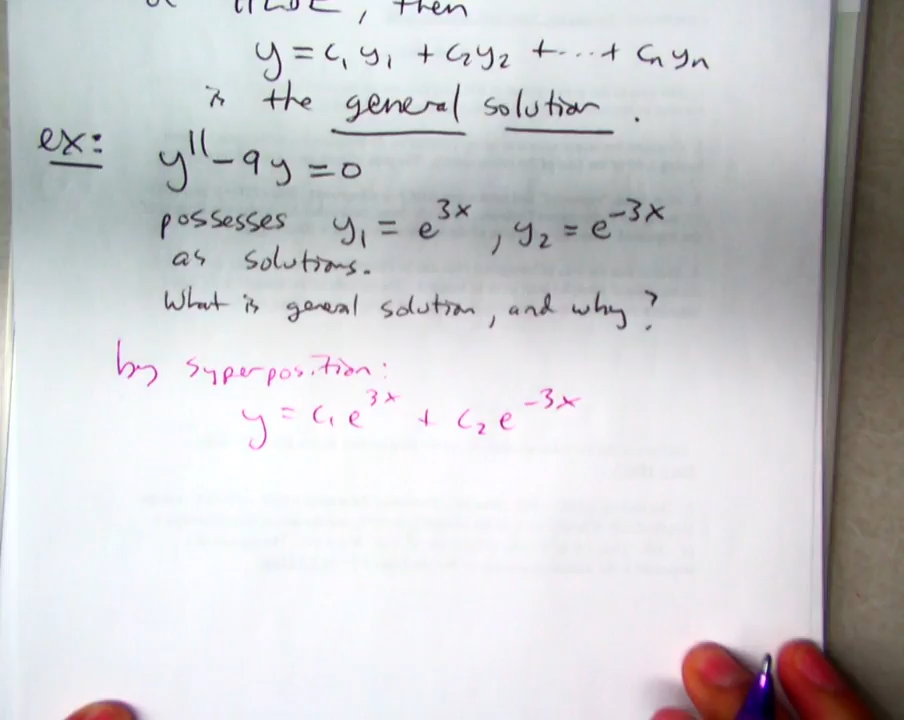 , then
y = c₁ y₁ + c₂ y₂ + ... + cₙ yₙ
is the general solution.
ex: y'' - 9y = 0
possesses y₁ = e^{3x}, y₂ = e^{-3x}
as solutions.
What is general solution, and why?
by superposition:
y = c₁ e^{3x} + c₂ e^{-3x}